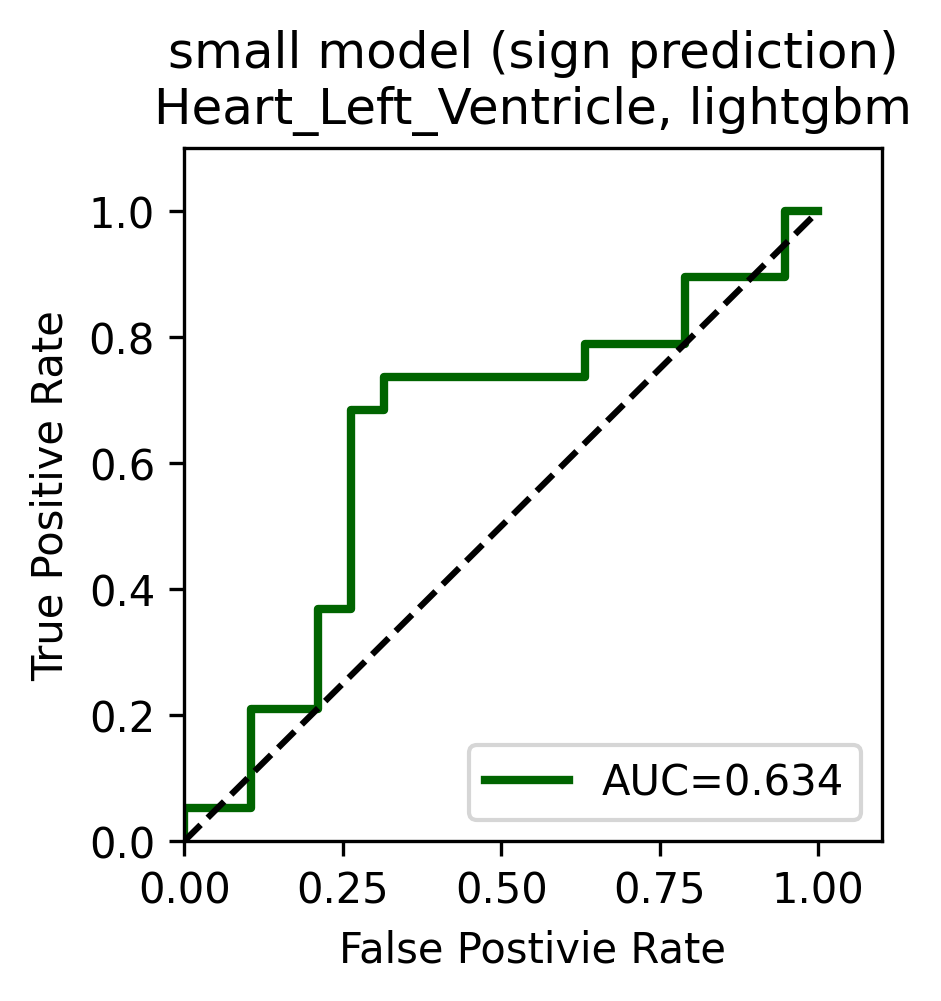 small model (sign prediction)
Heart_Left_Ventricle, lightgbm
True Positive Rate
1.0
0.8
0.6
0.4
0.2
0.0
AUC=0.634
0.00 0.25 0.50 0.75 1.00
False Postivie Rate